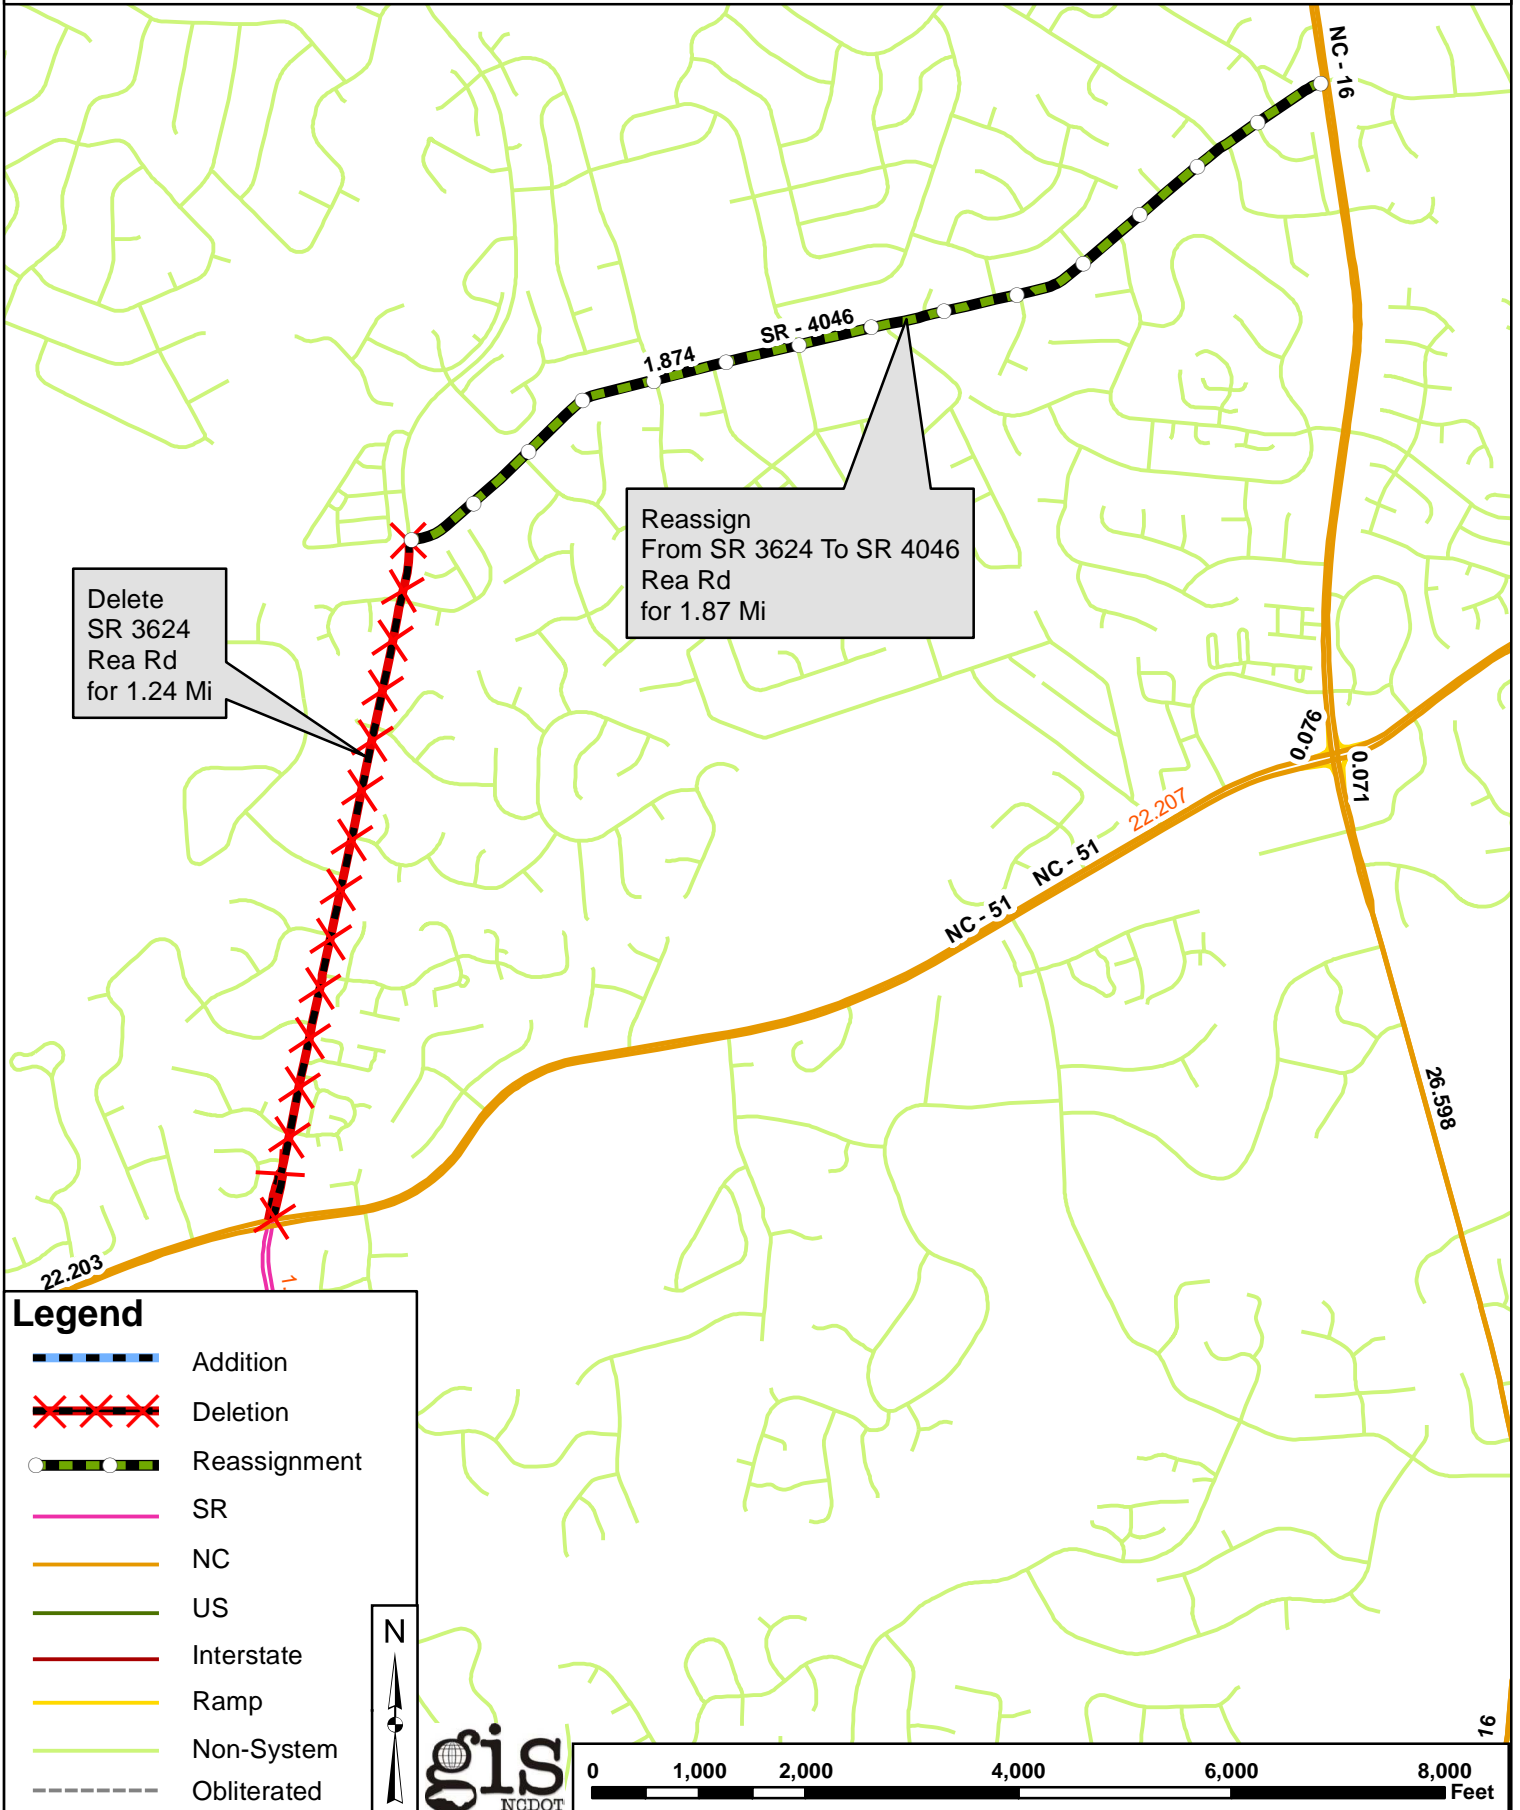 NC - 16
SR - 4046
1.874
Reassign
From SR 3624 To SR 4046
Rea Rd
for 1.87 Mi
Delete
SR 3624
Rea Rd
for 1.24 Mi
0.076
0.071
22.207
NC - 51
NC - 51
26.598
22.203
1.
Legend
Addition
Deletion
Reassignment
SR
NC
US
Interstate
Ramp
Non-System
Obliterated
N
gis
NCDOT
16
0 1,000 2,000 4,000 6,000 8,000
Feet